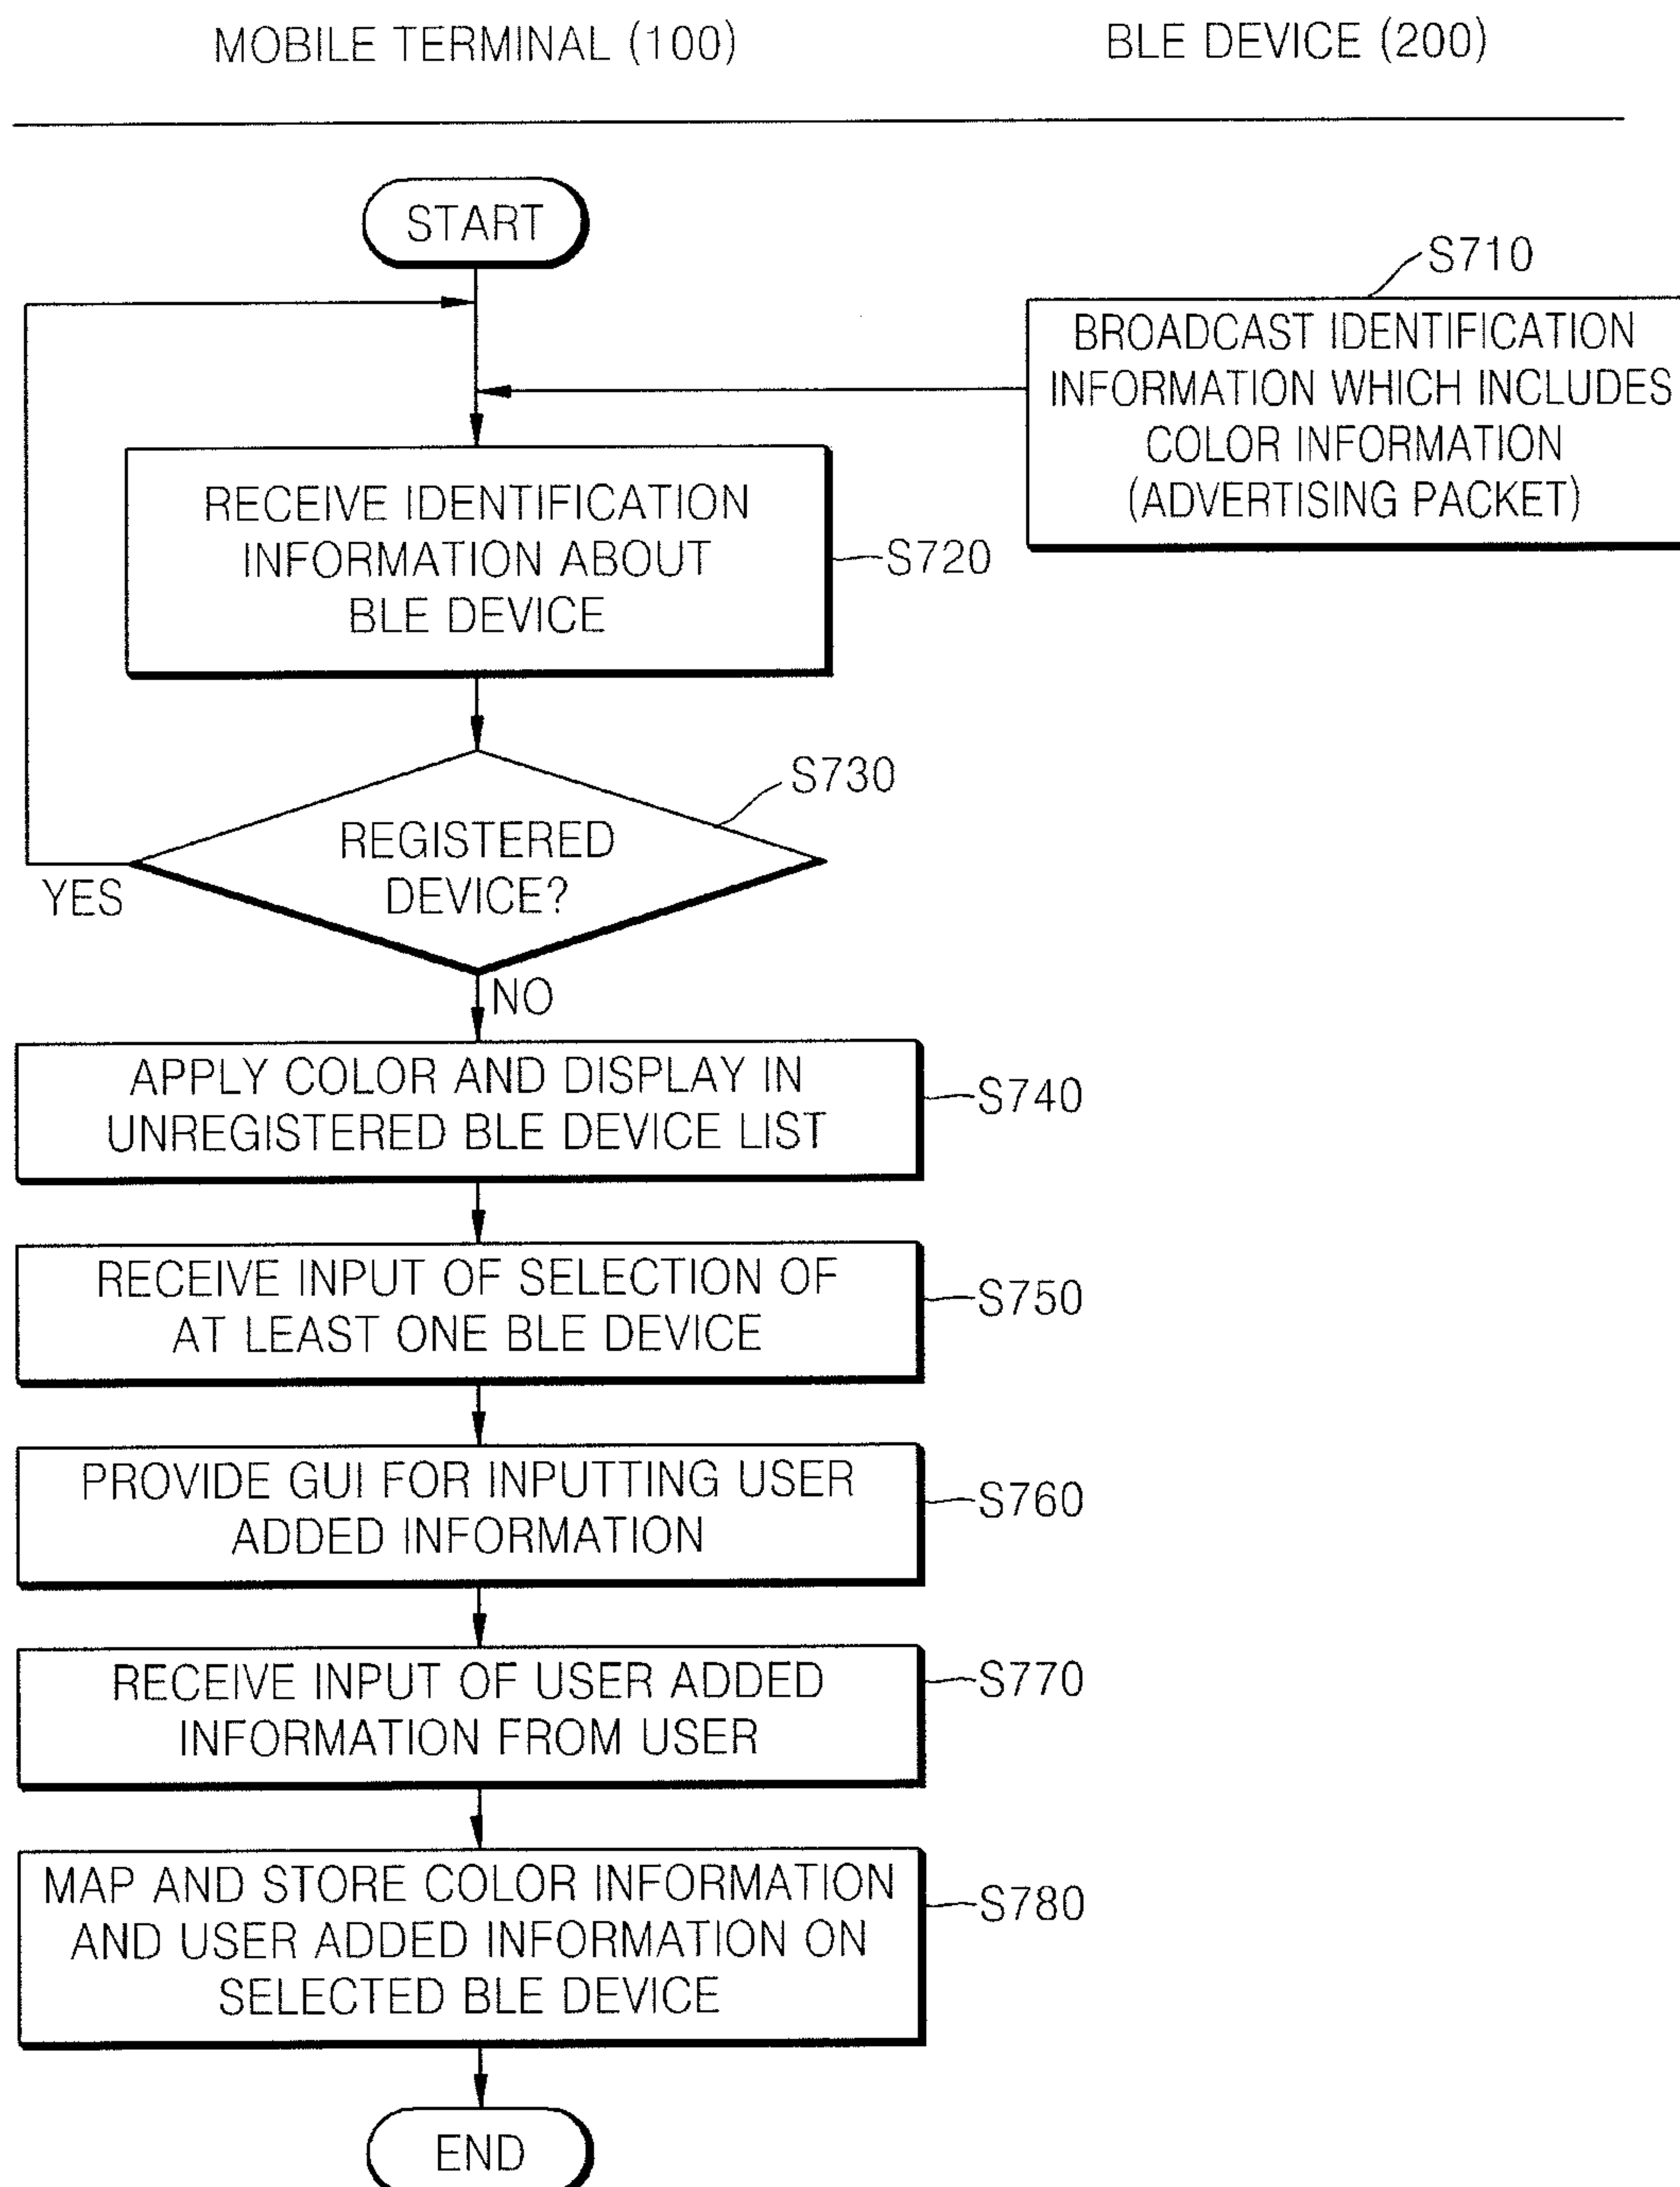 MOBILE TERMINAL (100)
BLE DEVICE (200)
START
S710
BROADCAST IDENTIFICATION
INFORMATION WHICH INCLUDES
COLOR INFORMATION
(ADVERTISING PACKET)
RECEIVE IDENTIFICATION
INFORMATION ABOUT
BLE DEVICE
S720
S730
REGISTERED
DEVICE?
YES
NO
APPLY COLOR AND DISPLAY IN
UNREGISTERED BLE DEVICE LIST
S740
RECEIVE INPUT OF SELECTION OF
AT LEAST ONE BLE DEVICE
S750
PROVIDE GUI FOR INPUTTING USER
ADDED INFORMATION
S760
RECEIVE INPUT OF USER ADDED
INFORMATION FROM USER
S770
MAP AND STORE COLOR INFORMATION
AND USER ADDED INFORMATION ON
SELECTED BLE DEVICE
S780
END